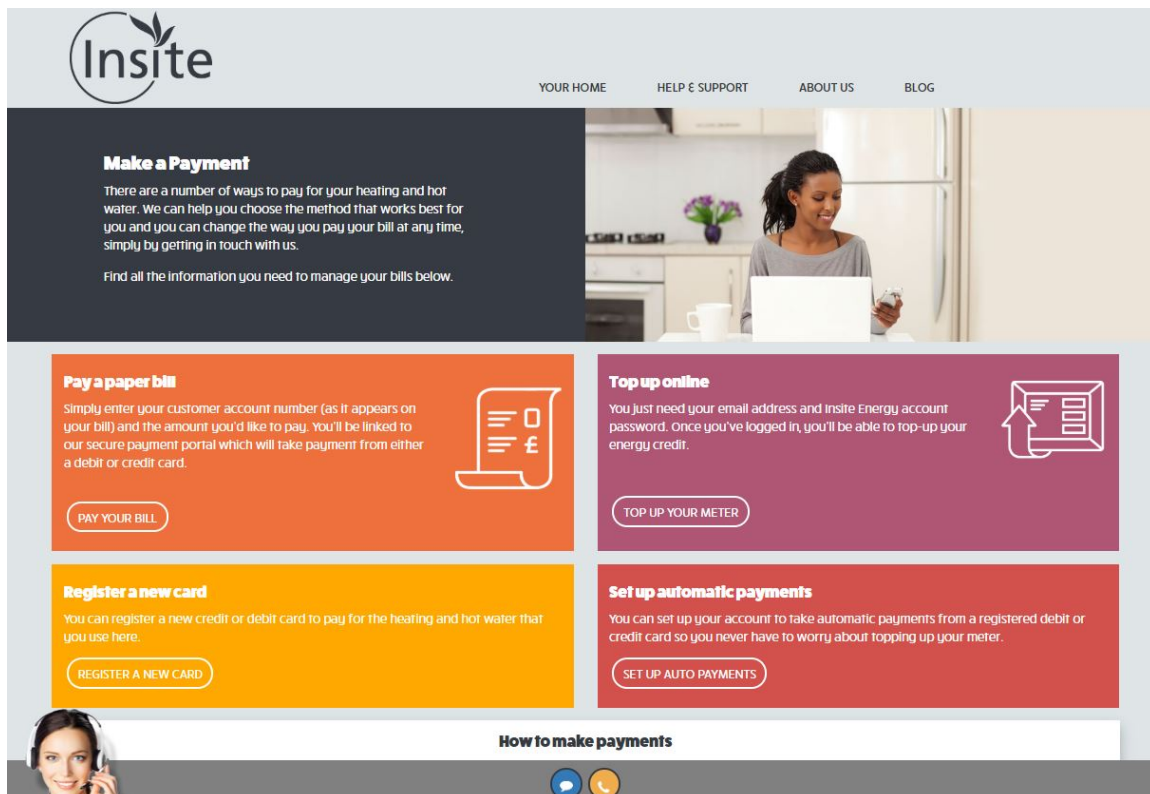 Insite
YOUR HOME HELP & SUPPORT ABOUT US BLOG
Make a Payment
There are a number of ways to pay for your heating and hot
water. We can help you choose the method that works best for
you and you can change the way you pay your bill at any time,
simply by getting in touch with us.
Find all the information you need to manage your bills below.
Pay a paper bill
Simply enter your customer account number (as it appears on
your bill) and the amount you'd like to pay. You'll be linked to
our secure payment portal which will take payment from either
a debit or credit card.
£
PAY YOUR BILL
Top up online
You just need your email address and Insite Energy account
password. Once you've logged in, you'll be able to top-up your
energy credit.
TOP UP YOUR METER
Register a new card
You can register a new credit or debit card to pay for the heating and hot water that
you use here.
REGISTER A NEW CARD
Set up automatic payments
You can set up your account to take automatic payments from a registered debit or
credit card so you never have to worry about topping up your meter.
SET UP AUTO PAYMENTS
How to make payments